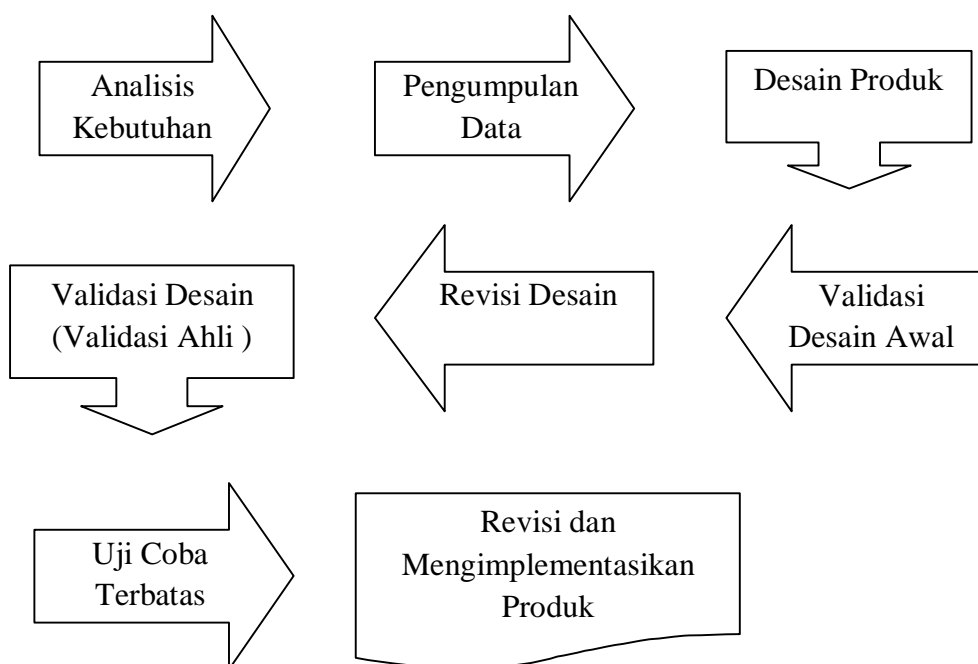 Analisis
Kebutuhan
Pengumpulan
Data
Desain Produk
Validasi
Desain Awal
Revisi Desain
Validasi Desain
(Validasi Ahli )
Uji Coba
Terbatas
Revisi dan
Mengimplementasikan
Produk